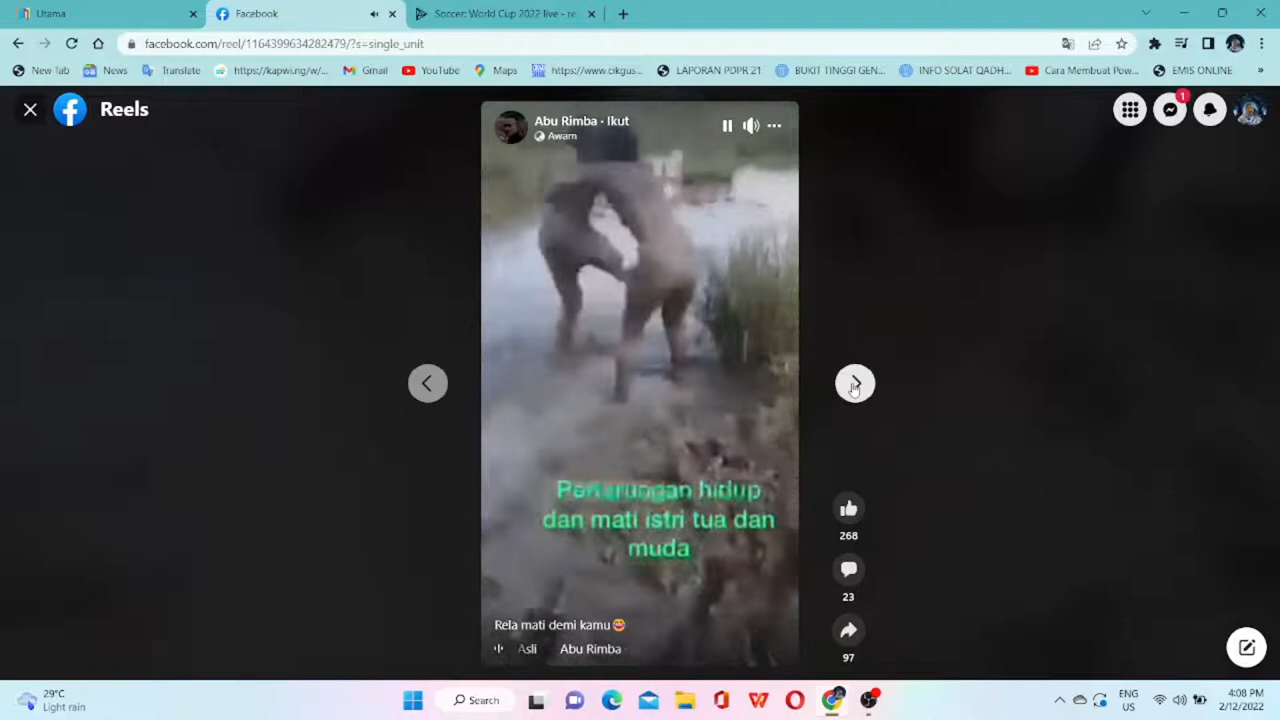 Utama
Facebook
Soccer: World Cup 2022 live - re
facebook.com/reel/1164399634282479/?s=single_unit
New Tab
News
Translate
https://kapwi.ng/w/...
Gmail
YouTube
Maps
https://www.cikgus...
LAPORAN PDPR 21
BUKIT TINGGI GEN...
INFO SOLAT QADH...
Cara Membuat Pow...
EMIS ONLINE
»
Reels
1
Abu Rimba · Ikut
Awam
Pertarungan hidup
dan mati istri tua dan
muda
268
23
97
Rela mati demi kamu😄
Asli Abu Rimba
29°C
Light rain
Search
ENG
US
4:08 PM
2/12/2022